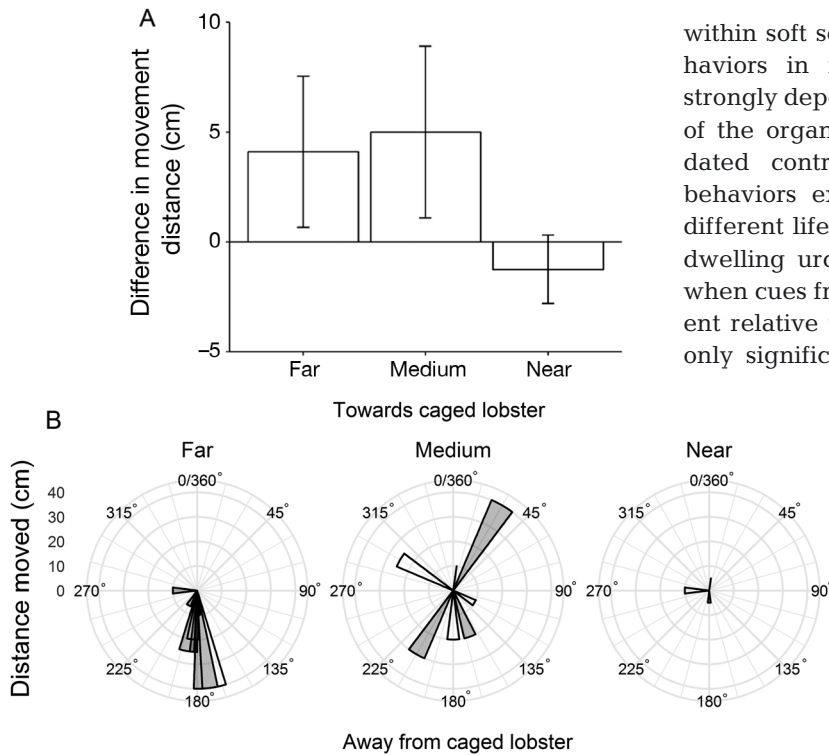 A
Difference in movement
distance (cm)
10
5
0
–5
Far Medium Near
within soft s
haviors in
strongly depe
of the organ
dated contr
behaviors ex
different life
dwelling urc
when cues fr
ent relative
only signific
B
Towards caged lobster
Far Medium Near
Distance moved (cm)
40
30
20
10
0
0/360°
45°
90°
135°
180°
225°
270°
315°
0/360°
45°
90°
135°
180°
225°
270°
315°
0/360°
45°
90°
135°
180°
225°
270°
315°
Away from caged lobster